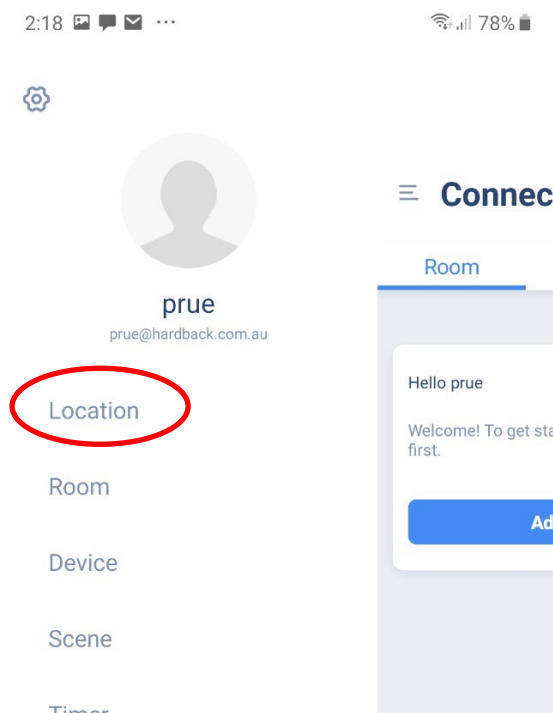 2:18
78%
prue
prue@hardback.com.au
Location
Room
Device
Scene
Timer
Connec
Room
Hello prue
Welcome! To get sta
first.
Ad